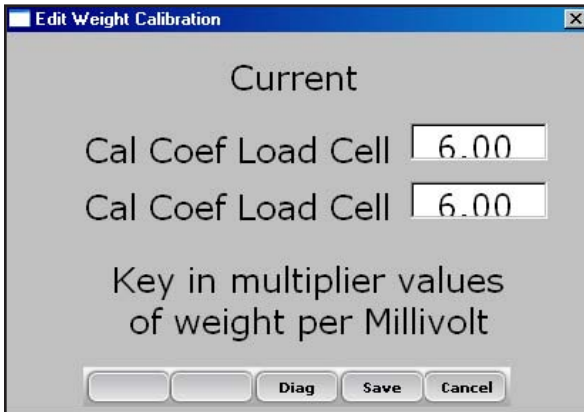 Edit Weight Calibration
Current
Cal Coef Load Cell 6.00
Cal Coef Load Cell 6.00
Key in multiplier values
of weight per Millivolt
Diag Save Cancel